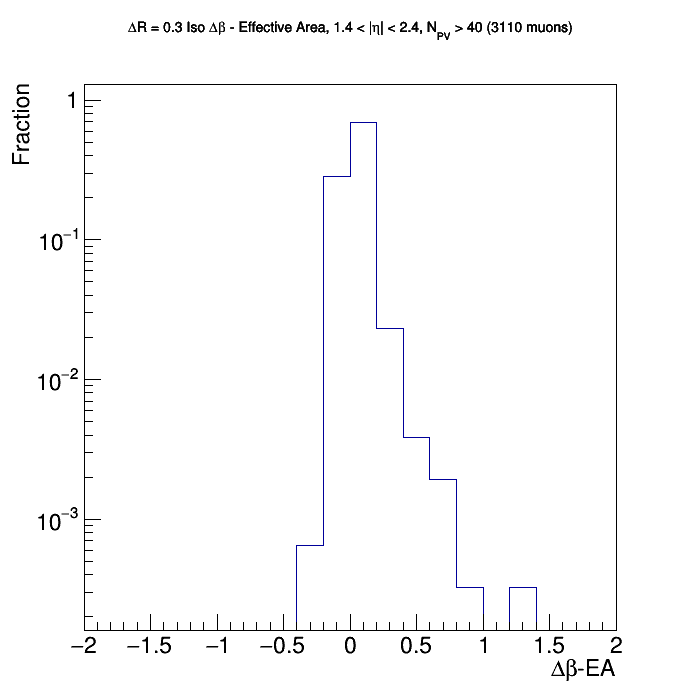 ΔR = 0.3 Iso Δβ - Effective Area, 1.4 < |η| < 2.4, N_PV > 40 (3110 muons)
Fraction
1
10⁻¹
10⁻²
10⁻³
−2 −1.5 −1 −0.5 0 0.5 1 1.5 2
Δβ-EA